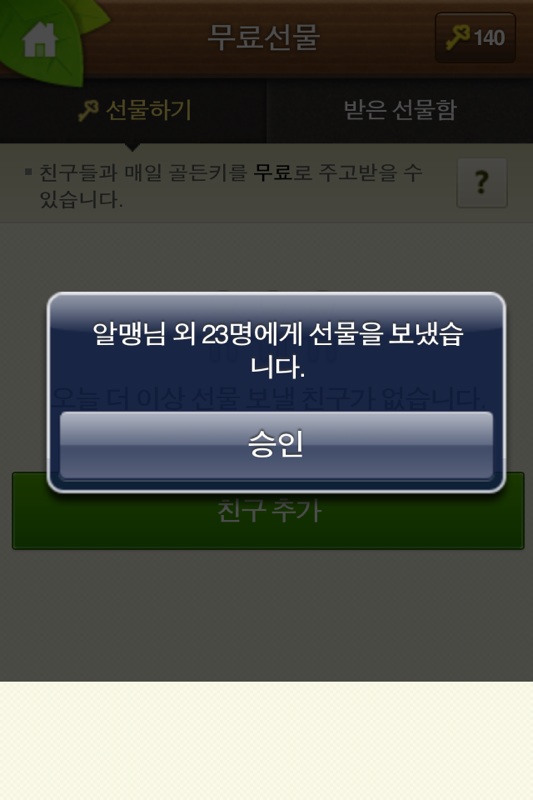 무료선물
140
선물하기
받은 선물함
친구들과 매일 골든키를 무료로 주고받을 수
있습니다.
?
알맹님 외 23명에게 선물을 보냈습
니다.
오늘 더 이상 선물 보낼 친구가 없습니다.
승인
친구 추가